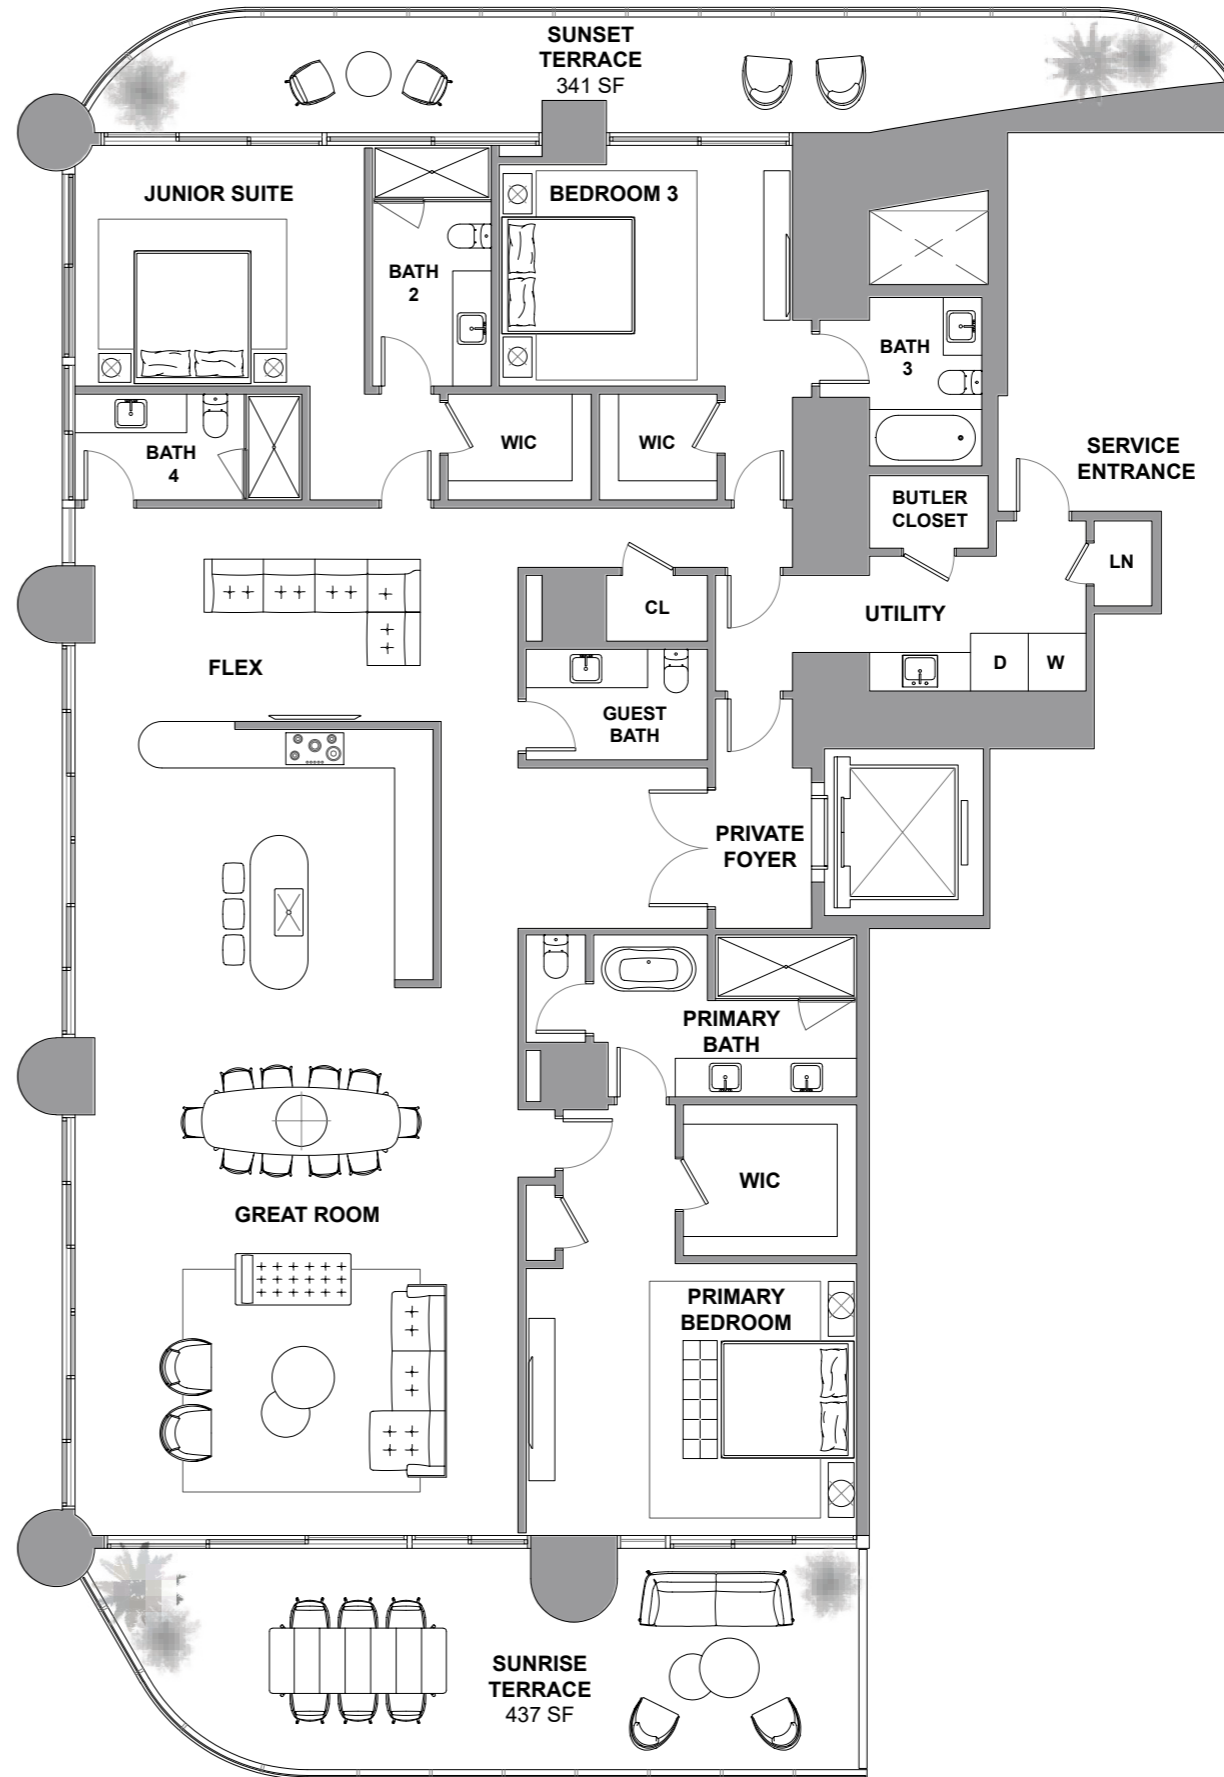 SUNSET
TERRACE
341 SF
JUNIOR SUITE
BEDROOM 3
BATH
2
BATH
3
BATH
4
WIC
WIC
SERVICE
ENTRANCE
BUTLER
CLOSET
LN
CL
UTILITY
FLEX
D
W
GUEST
BATH
PRIVATE
FOYER
PRIMARY
BATH
WIC
GREAT ROOM
PRIMARY
BEDROOM
SUNRISE
TERRACE
437 SF